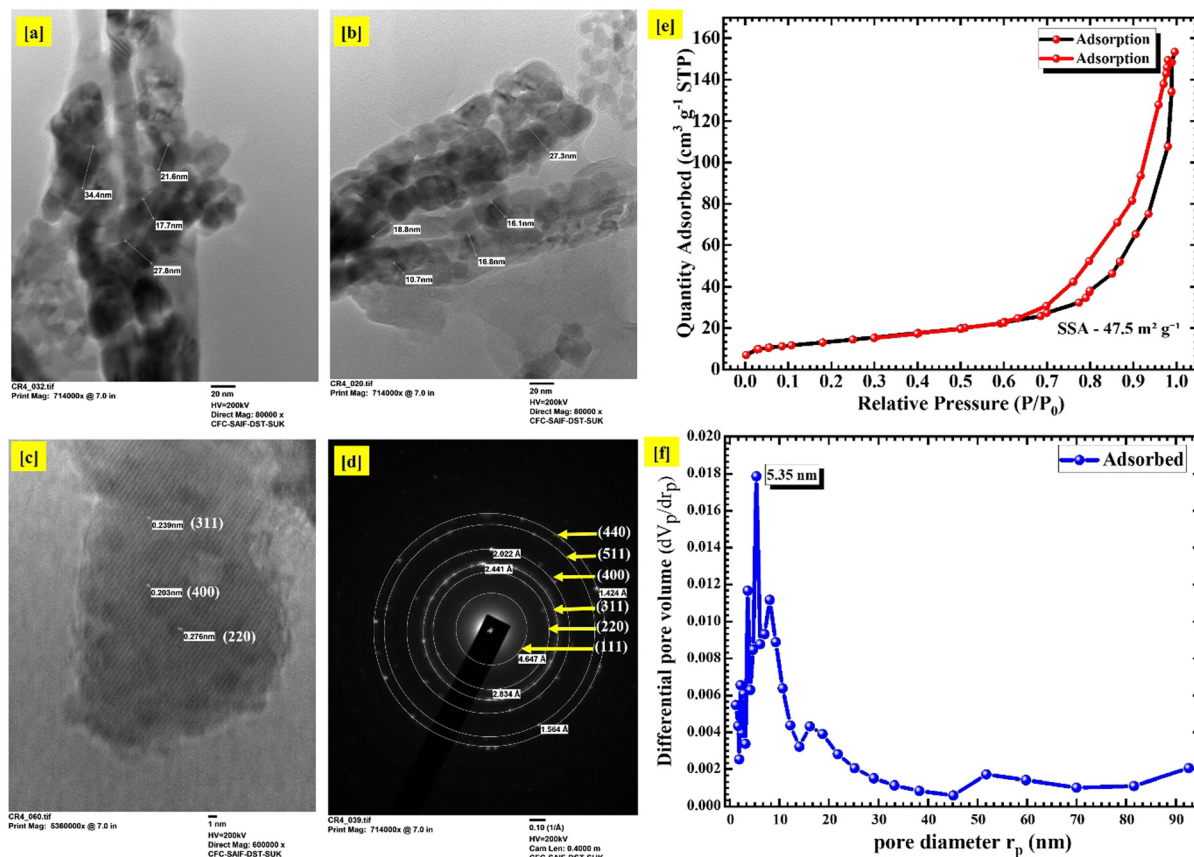 [a]
34.4nm
21.6nm
17.7nm
27.8nm
CR4_032.tif
Print Mag: 714000x @ 7.0 in
20 nm
HV=200kV
Direct Mag: 80000 x
CFC-SAIF-DST-SUK
[b]
27.3nm
18.8nm
16.1nm
16.8nm
10.7nm
CR4_020.tif
Print Mag: 714000x @ 7.0 in
20 nm
HV=200kV
Direct Mag: 80000 x
CFC-SAIF-DST-SUK
[e]
Adsorption
Adsorption
Quantity Adsorbed (cm³ g⁻¹ STP)
160
140
120
100
80
60
40
20
0
SSA - 47.5 m² g⁻¹
0.0 0.1 0.2 0.3 0.4 0.5 0.6 0.7 0.8 0.9 1.0
Relative Pressure (P/P₀)
[c]
0.239nm (311)
0.203nm (400)
0.276nm (220)
CR4_060.tif
Print Mag: 5360000x @ 7.0 in
1 nm
HV=200kV
Direct Mag: 600000 x
CFC-SAIF-DST-SUK
[d]
(440)
(511)
2.022 Å
2.441 Å
(400)
1.424 Å
(311)
(220)
(111)
4.647 Å
2.834 Å
1.564 Å
CR4_039.tif
Print Mag: 714000x @ 7.0 in
0.10 (1/Å)
HV=200kV
Cam Len: 0.4000 m
CFC-SAIF-DST-SUK
[f]
Adsorbed
5.35 nm
Differential pore volume (dVp/drp)
0.020
0.018
0.016
0.014
0.012
0.010
0.008
0.006
0.004
0.002
0.000
0 10 20 30 40 50 60 70 80 90
pore diameter rp (nm)